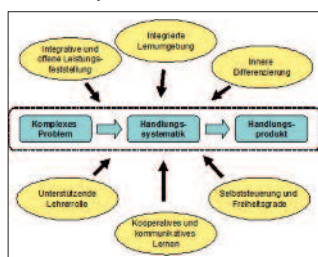 Integrierte
Lernumgebung
Integrative und
offene Leistungs-
feststellung
Innere
Differenzierung
Komplexes
Problem
Handlungs-
systematik
Handlungs-
produkt
Unterstützende
Lehrerrolle
Kooperatives und
kommunikatives
Lernen
Selbststeuerung und
Freiheitsgrade